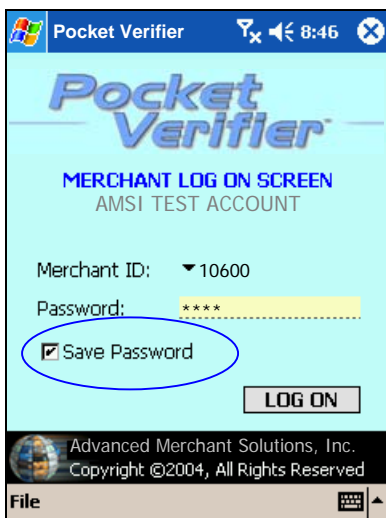 Pocket Verifier 8:46
Pocket
Verifier
MERCHANT LOG ON SCREEN
AMSI TEST ACCOUNT
Merchant ID: 10600
Password: ****
Save Password
LOG ON
Advanced Merchant Solutions, Inc.
Copyright ©2004, All Rights Reserved
File